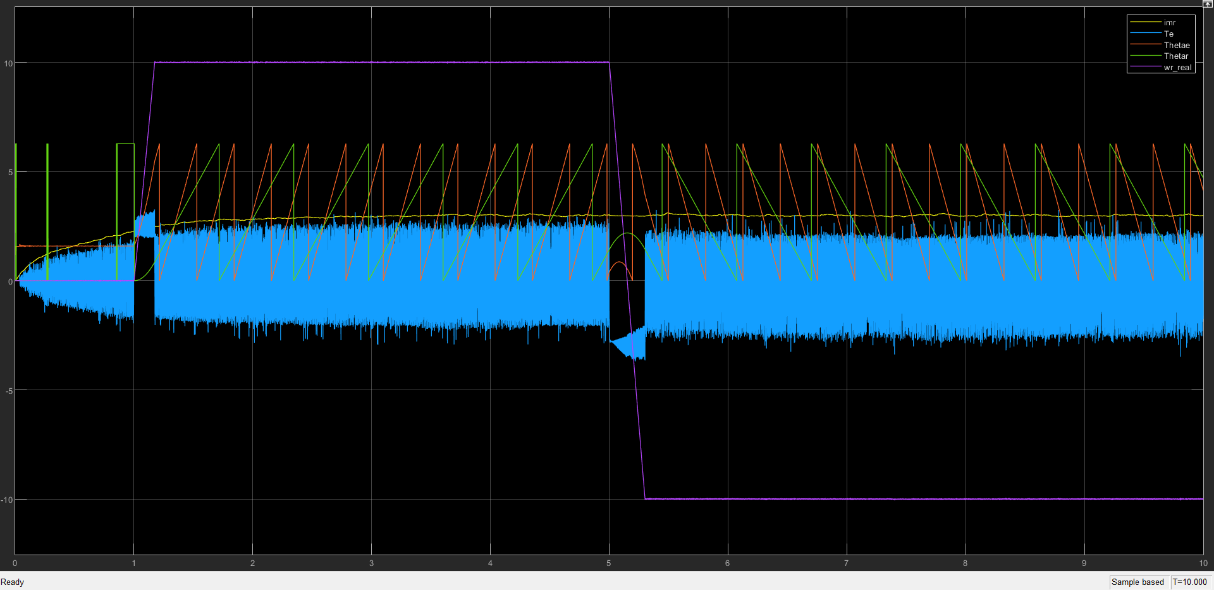 imr
Te
Thetae
Thetar
wr_real
10
5
0
-5
-10
0 1 2 3 4 5 6 7 8 9 10
Ready Sample based T=10.000